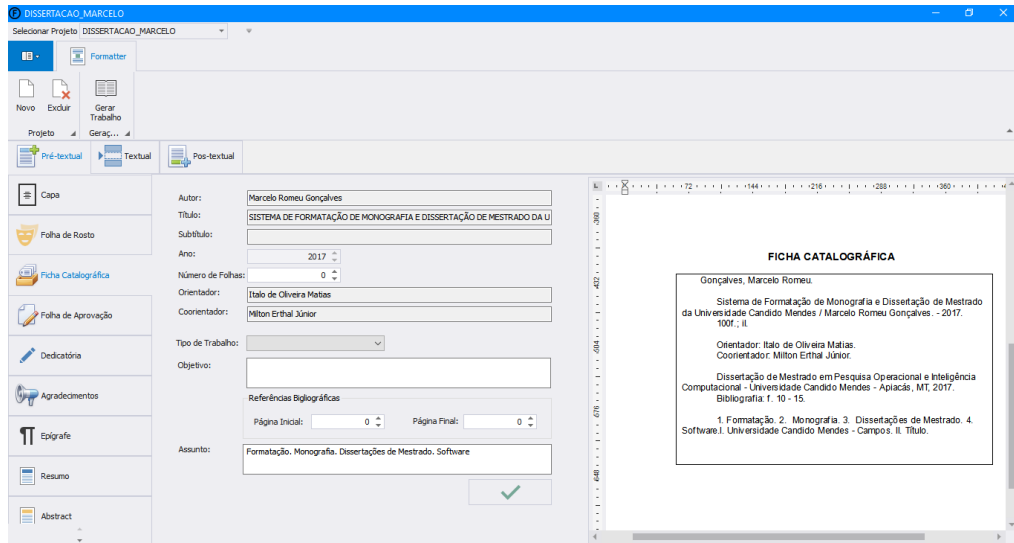 DISSERTACAO_MARCELO
Selecionar Projeto DISSERTACAO_MARCELO
Formatter
Novo Excluir Gerar Trabalho
Projeto Geraç...
Pré-textual Textual Pos-textual
Capa
Folha de Rosto
Ficha Catalográfica
Folha de Aprovação
Dedicatória
Agradecimentos
Epígrafe
Resumo
Abstract
Autor: Marcelo Romeu Gonçalves
Título: SISTEMA DE FORMATAÇÃO DE MONOGRAFIA E DISSERTAÇÃO DE MESTRADO DA U
Subtítulo:
Ano: 2017
Número de Folhas: 0
Orientador: Italo de Oliveira Matias
Coorientador: Milton Erthal Júnior
Tipo de Trabalho:
Objetivo:
Referências Bigliográficas
Página Inicial: 0 Página Final: 0
Assunto: Formatação. Monografia. Dissertações de Mestrado. Software
L 72 144 216 288 360
360
432
504
576
648
FICHA CATALOGRÁFICA
Gonçalves, Marcelo Romeu.
Sistema de Formatação de Monografia e Dissertação de Mestrado
da Universidade Candido Mendes / Marcelo Romeu Gonçalves. - 2017.
100f.; il.
Orientador: Italo de Oliveira Matias.
Coorientador: Milton Erthal Júnior.
Dissertação de Mestrado em Pesquisa Operacional e Inteligência
Computacional - Universidade Candido Mendes - Apiacás, MT, 2017.
Bibliografia: f. 10 - 15.
1. Formatação. 2. Monografia. 3. Dissertações de Mestrado. 4.
Software.I. Universidade Candido Mendes - Campos. II. Título.